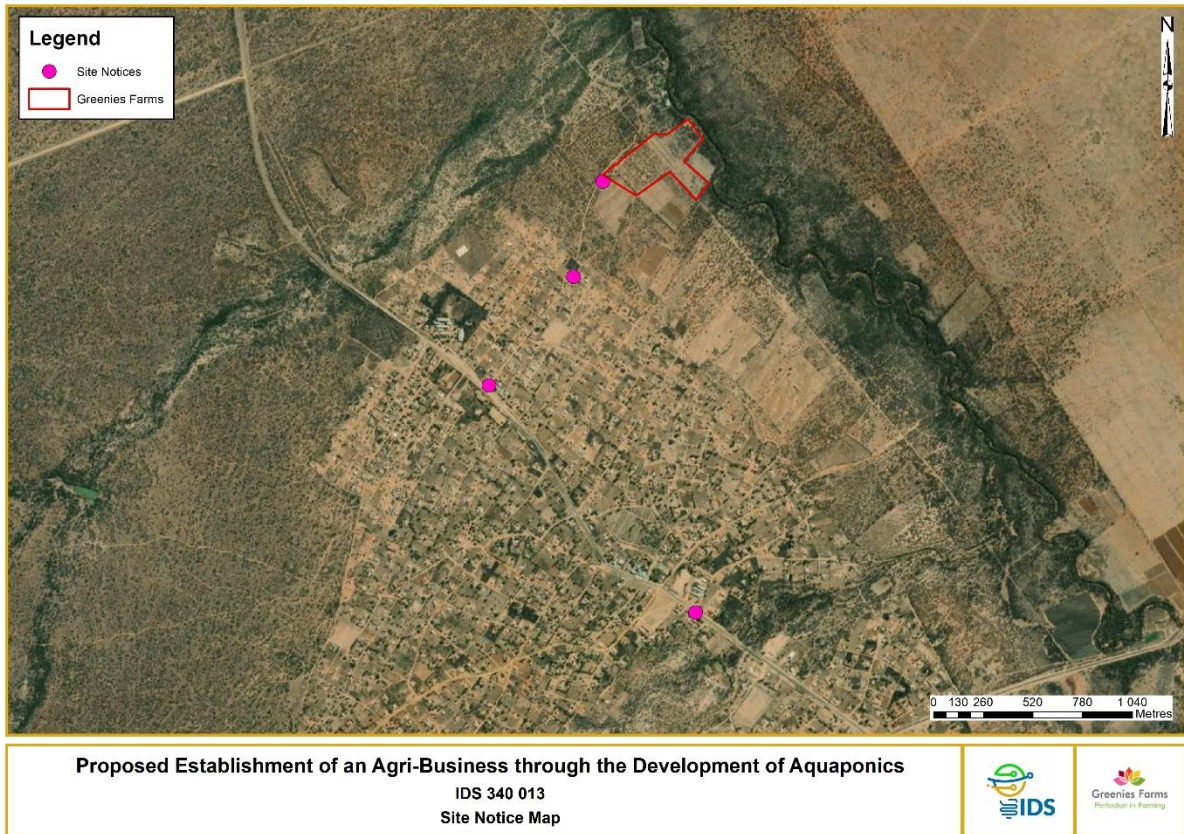 Legend
Site Notices
Greenies Farms
N
0 130 260 520 780 1 040
Metres
Proposed Establishment of an Agri-Business through the Development of Aquaponics
IDS 340 013
Site Notice Map
IDS
Greenies Farms
Perfection in Farming